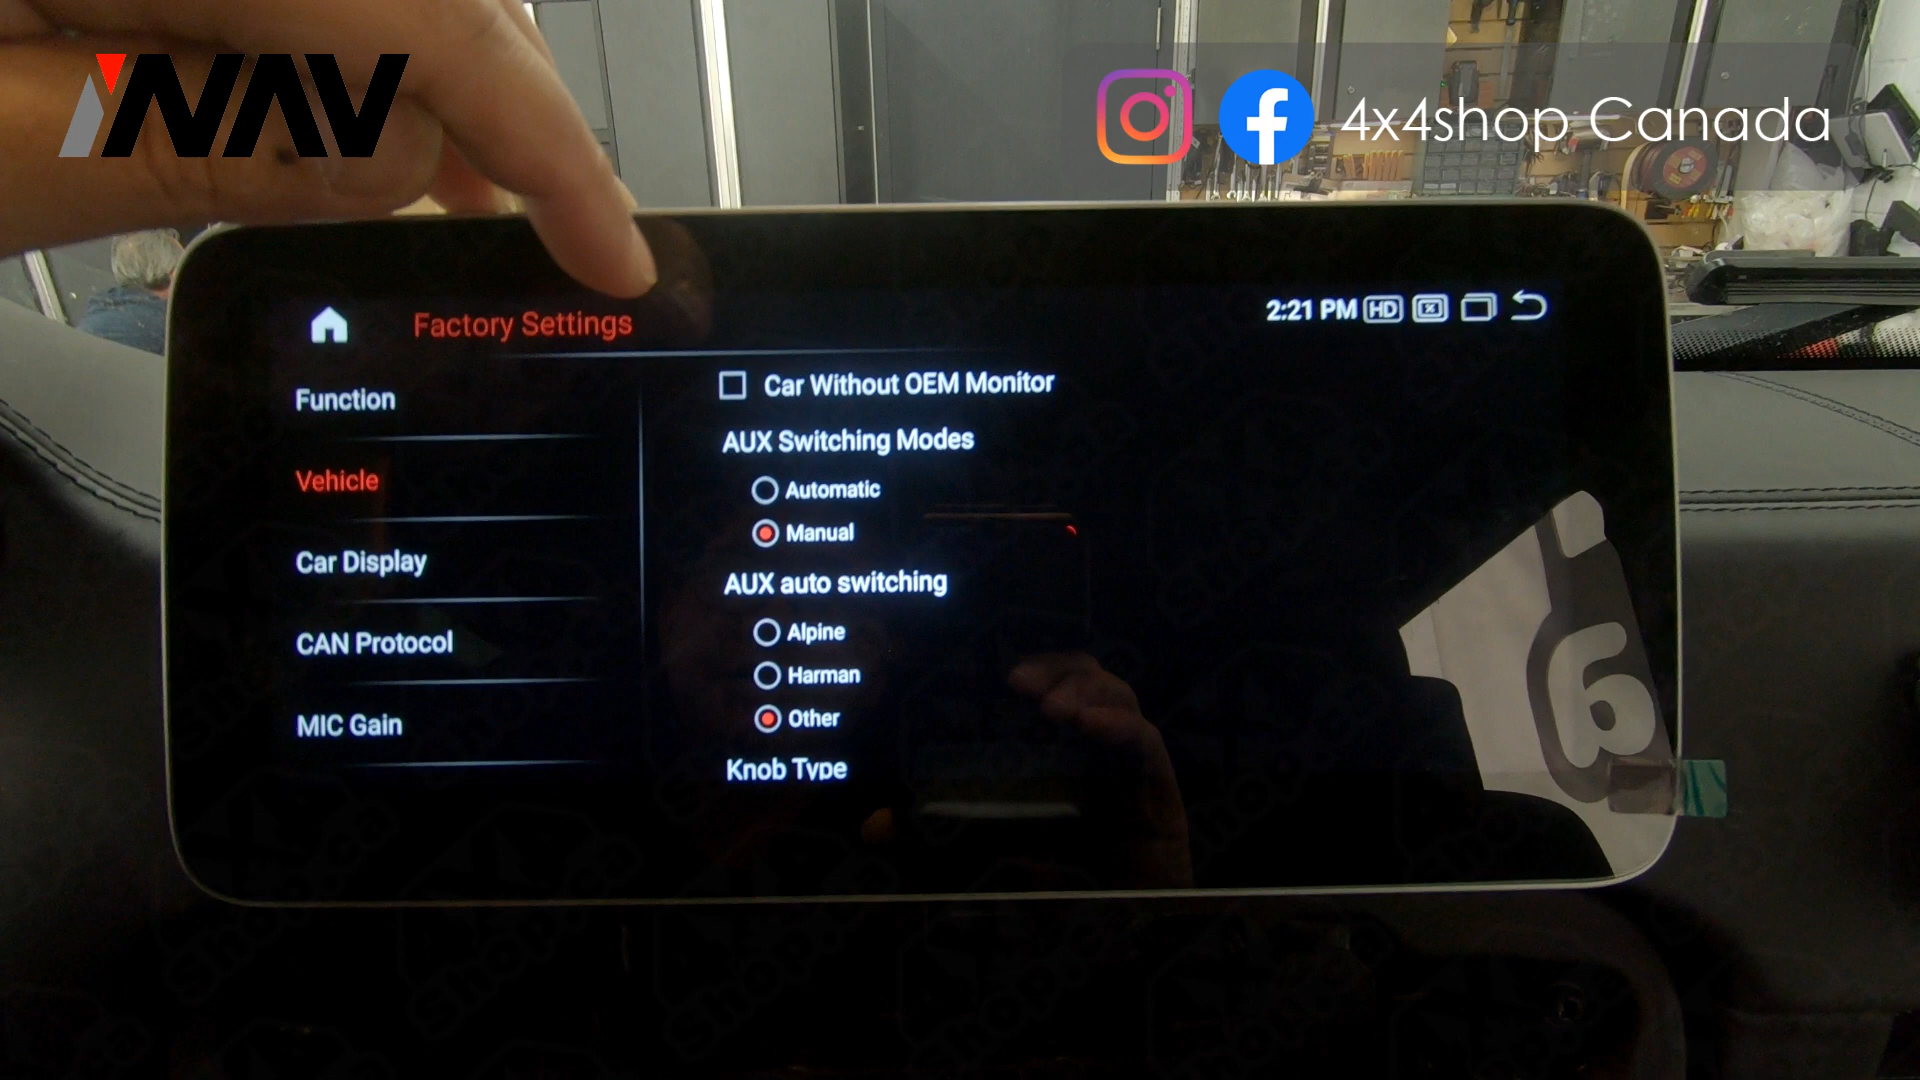 iNAV
4x4shop Canada
2:21 PM HD
Factory Settings
Function
Vehicle
Car Display
CAN Protocol
MIC Gain
Car Without OEM Monitor
AUX Switching Modes
Automatic
Manual
AUX auto switching
Alpine
Harman
Other
Knob Type